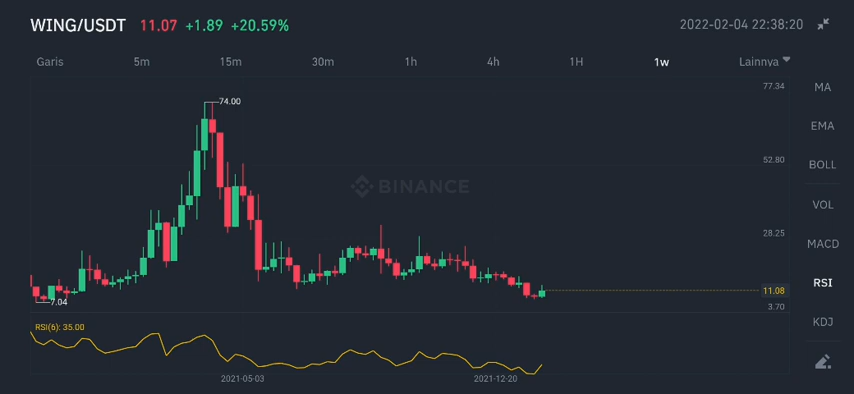 WING/USDT 11.07 +1.89 +20.59% 2022-02-04 22:38:20
Garis 5m 15m 30m 1h 4h 1H 1w Lainnya
77.34
MA
74.00
EMA
52.80
BOLL
BINANCE
VOL
28.25
MACD
RSI
11.08
7.04
3.70
KDJ
RSI(6): 35.00
2021-05-03 2021-12-20